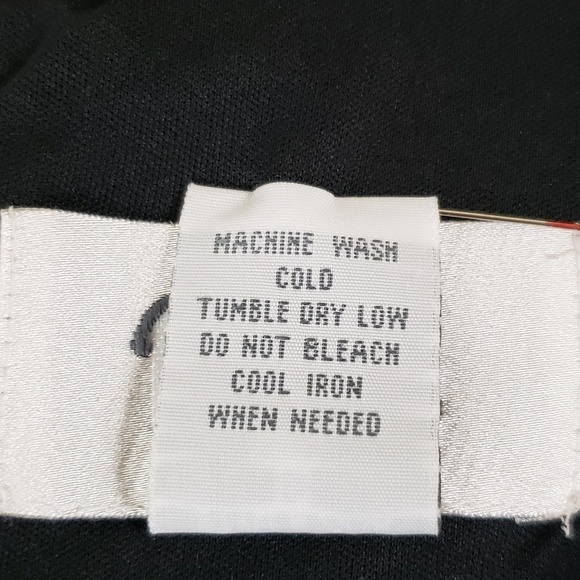 MACHINE WASH
COLD
TUMBLE DRY LOW
DO NOT BLEACH
COOL IRON
WHEN NEEDED